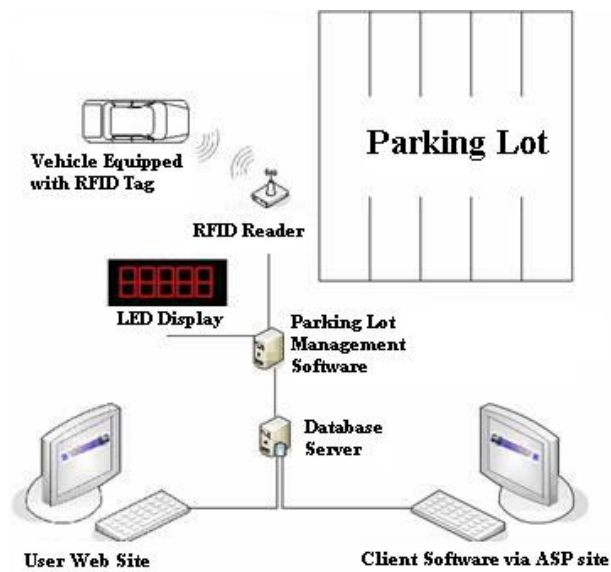 Parking Lot
Vehicle Equipped
with RFID Tag
RFID Reader
88888
LED Display
Parking Lot
Management
Software
Database
Server
User Web Site
Client Software via ASP site